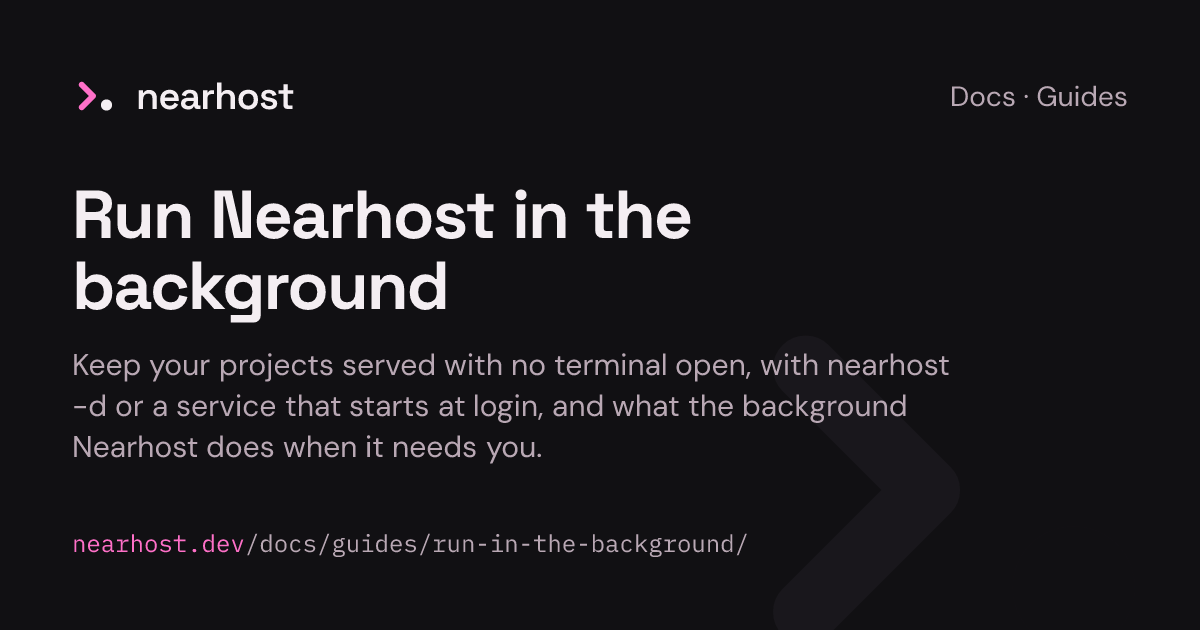 nearhost
Docs · Guides
Run Nearhost in the
background
Keep your projects served with no terminal open, with nearhost
-d or a service that starts at login, and what the background
Nearhost does when it needs you.
nearhost.dev/docs/guides/run-in-the-background/